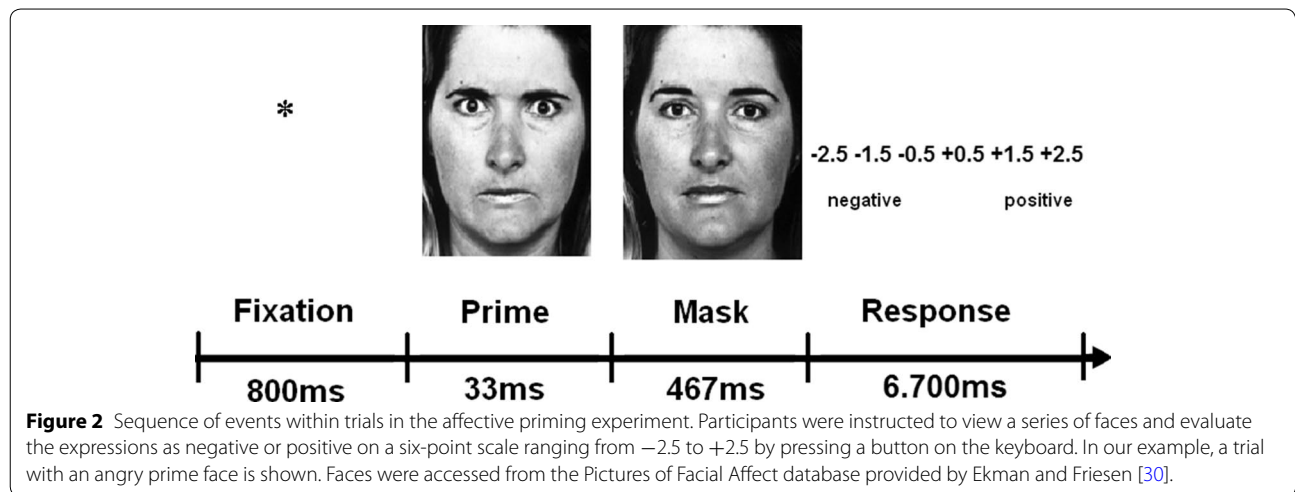 *
-2.5 -1.5 -0.5 +0.5 +1.5 +2.5
negative positive
Fixation Prime Mask Response
800ms 33ms 467ms 6.700ms
Figure 2 Sequence of events within trials in the affective priming experiment. Participants were instructed to view a series of faces and evaluate
the expressions as negative or positive on a six-point scale ranging from −2.5 to +2.5 by pressing a button on the keyboard. In our example, a trial
with an angry prime face is shown. Faces were accessed from the Pictures of Facial Affect database provided by Ekman and Friesen [30].